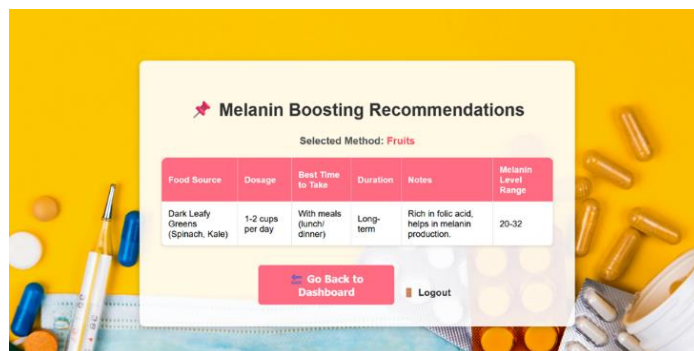 Melanin Boosting Recommendations
Selected Method: Fruits
Food Source Dosage Best Time to Take Duration Notes Melanin Level Range
Dark Leafy Greens (Spinach, Kale) 1-2 cups per day With meals (lunch/ dinner) Long-term Rich in folic acid, helps in melanin production. 20-32
Go Back to
Dashboard
Logout